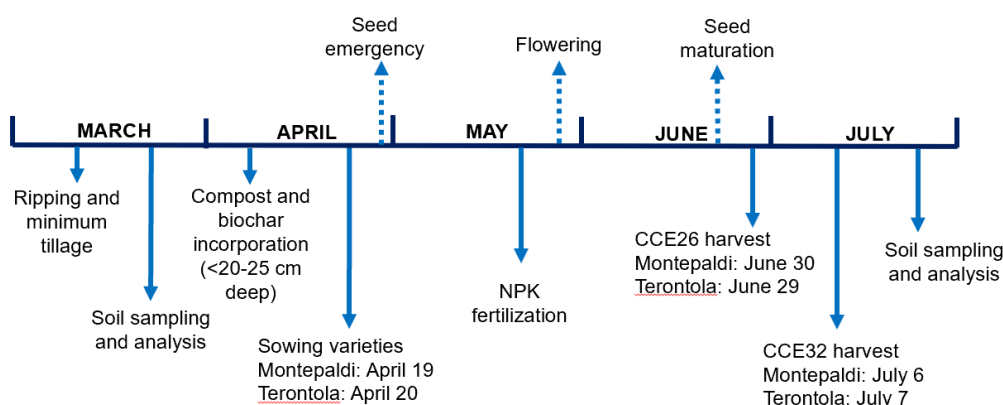 Seed
emergency
Flowering
Seed
maturation
MARCH
APRIL
MAY
JUNE
JULY
Ripping and
minimum
tillage
Soil sampling
and analysis
Compost and
biochar
incorporation
(<20-25 cm
deep)
Sowing varieties
Montepaldi: April 19
Terontola: April 20
NPK
fertilization
CCE26 harvest
Montepaldi: June 30
Terontola: June 29
CCE32 harvest
Montepaldi: July 6
Terontola: July 7
Soil sampling
and analysis